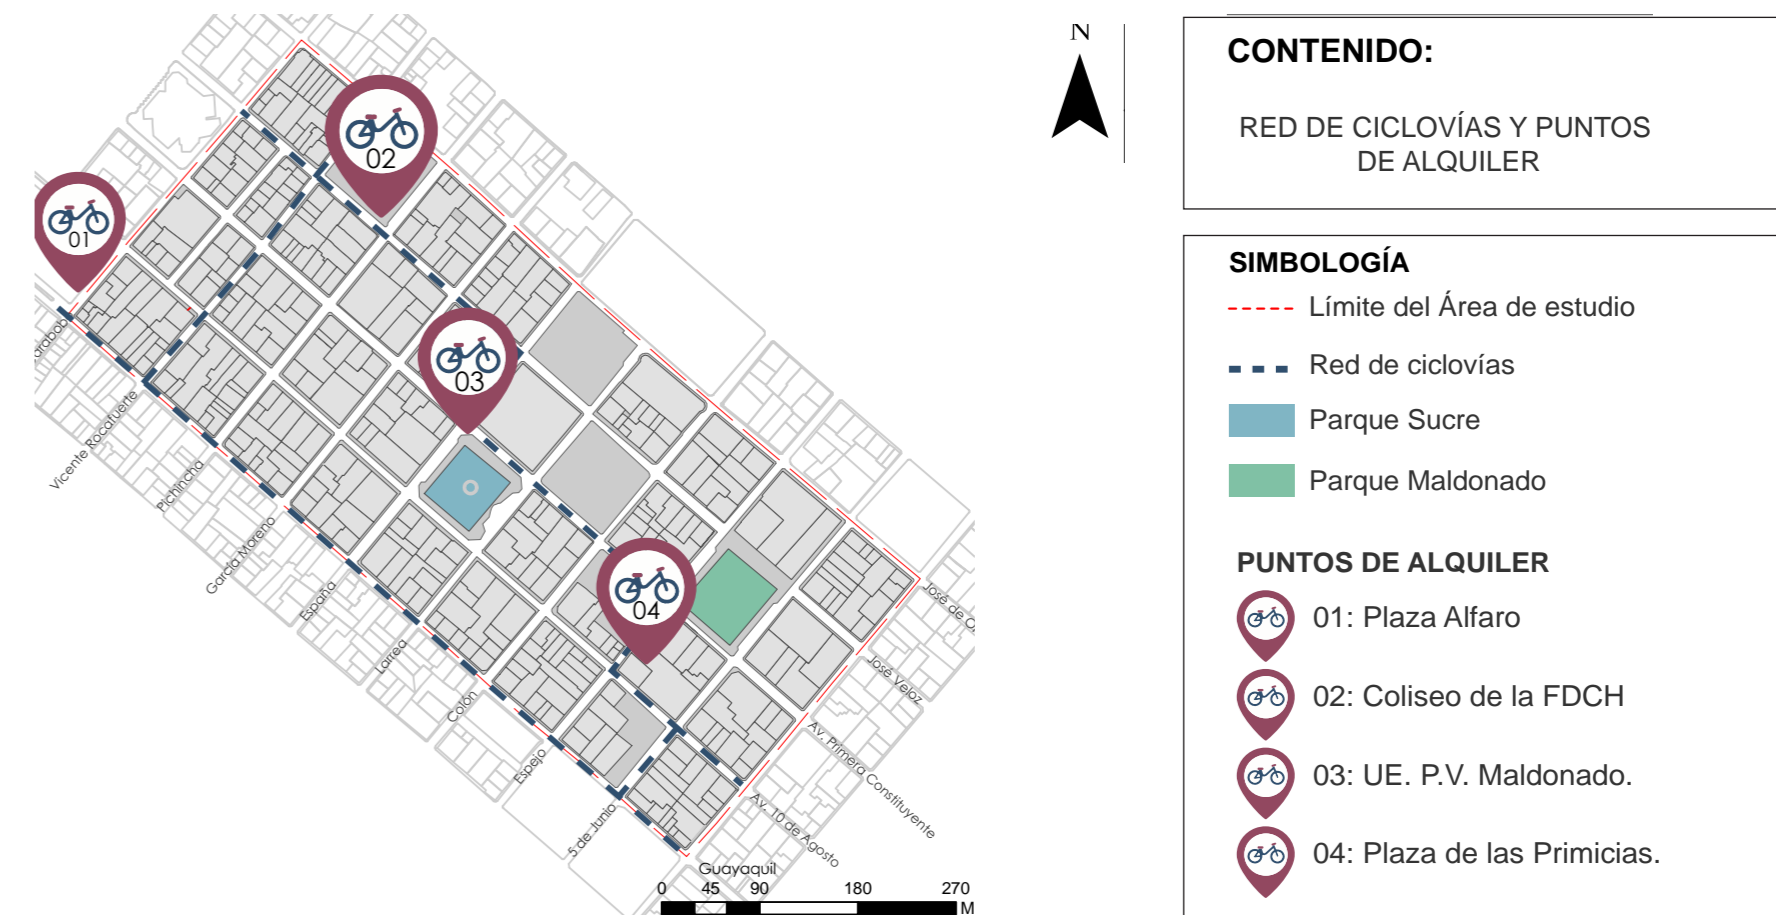 01
02
03
04
Vicente Rocafuerte
Pichincha
García Moreno
España
Larrea
Colón
Espejo
5 de Junio
Guayaquil
José Veloz
Av. Primera Constituyente
Av. 10 de Agosto
José de O
0 45 90 180 270
M
N
CONTENIDO:
RED DE CICLOVÍAS Y PUNTOS
DE ALQUILER
SIMBOLOGÍA
Límite del Área de estudio
Red de ciclovías
Parque Sucre
Parque Maldonado
PUNTOS DE ALQUILER
01: Plaza Alfaro
02: Coliseo de la FDCH
03: UE. P.V. Maldonado.
04: Plaza de las Primicias.